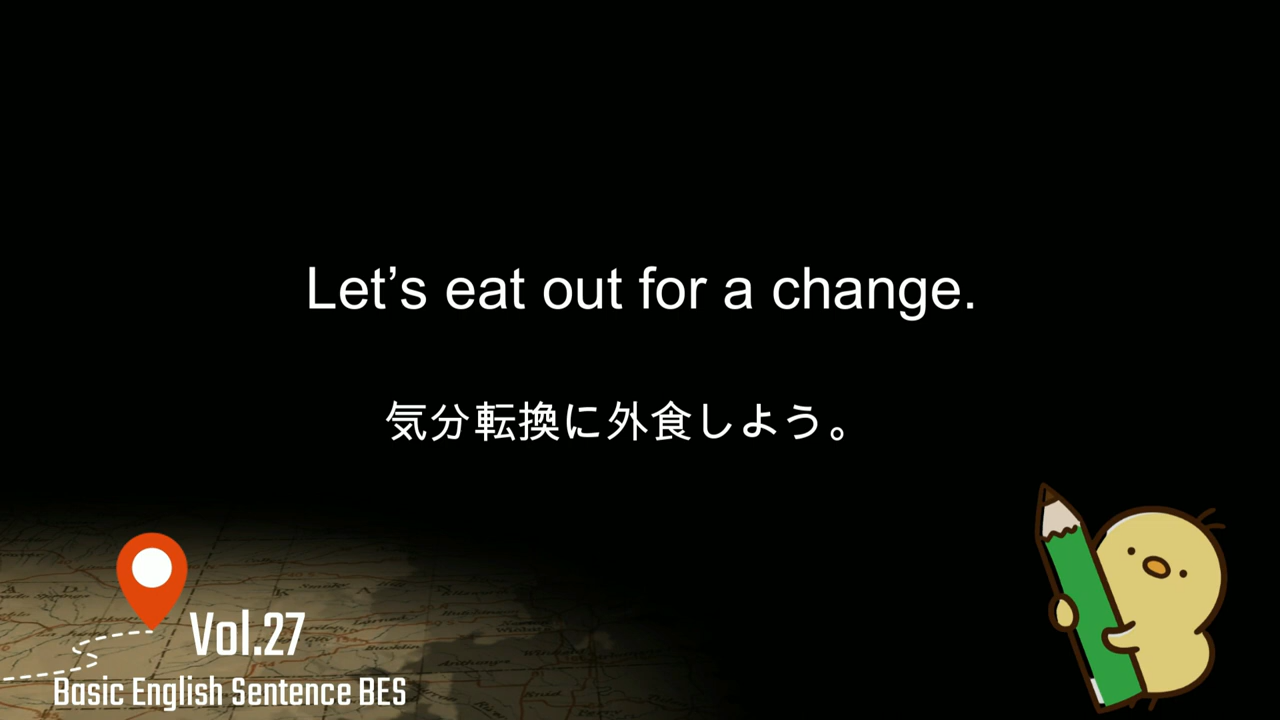 Let’s eat out for a change.
気分転換に外食しよう。
Vol.27
Basic English Sentence BES